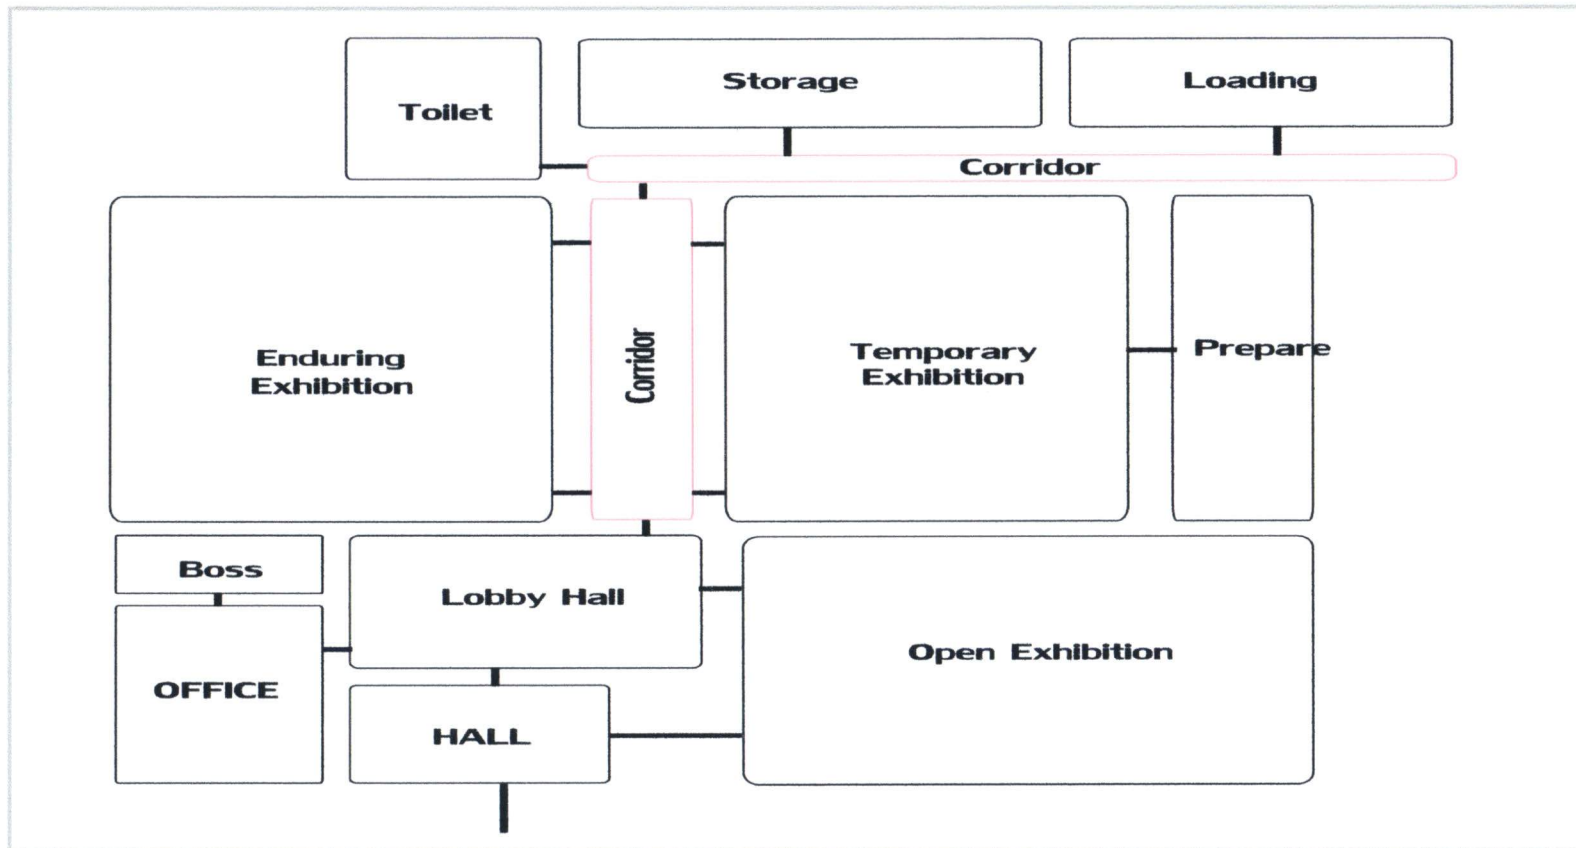 Toilet
Storage
Loading
Corridor
Enduring
Exhibition
Corridor
Temporary
Exhibition
Prepare
Boss
Lobby Hall
Open Exhibition
OFFICE
HALL